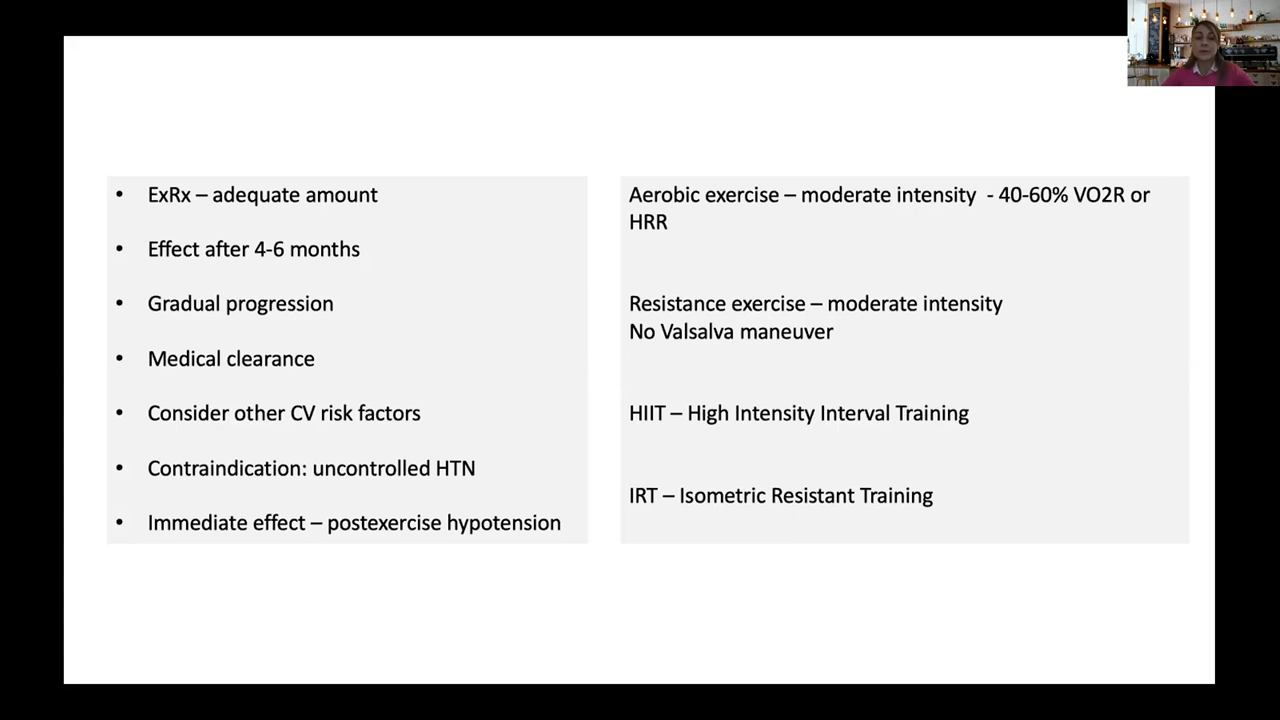 • ExRx – adequate amount
• Effect after 4-6 months
• Gradual progression
• Medical clearance
• Consider other CV risk factors
• Contraindication: uncontrolled HTN
• Immediate effect – postexercise hypotension
Aerobic exercise – moderate intensity  - 40-60% VO2R or
HRR
Resistance exercise – moderate intensity
No Valsalva maneuver
HIIT – High Intensity Interval Training
IRT – Isometric Resistant Training